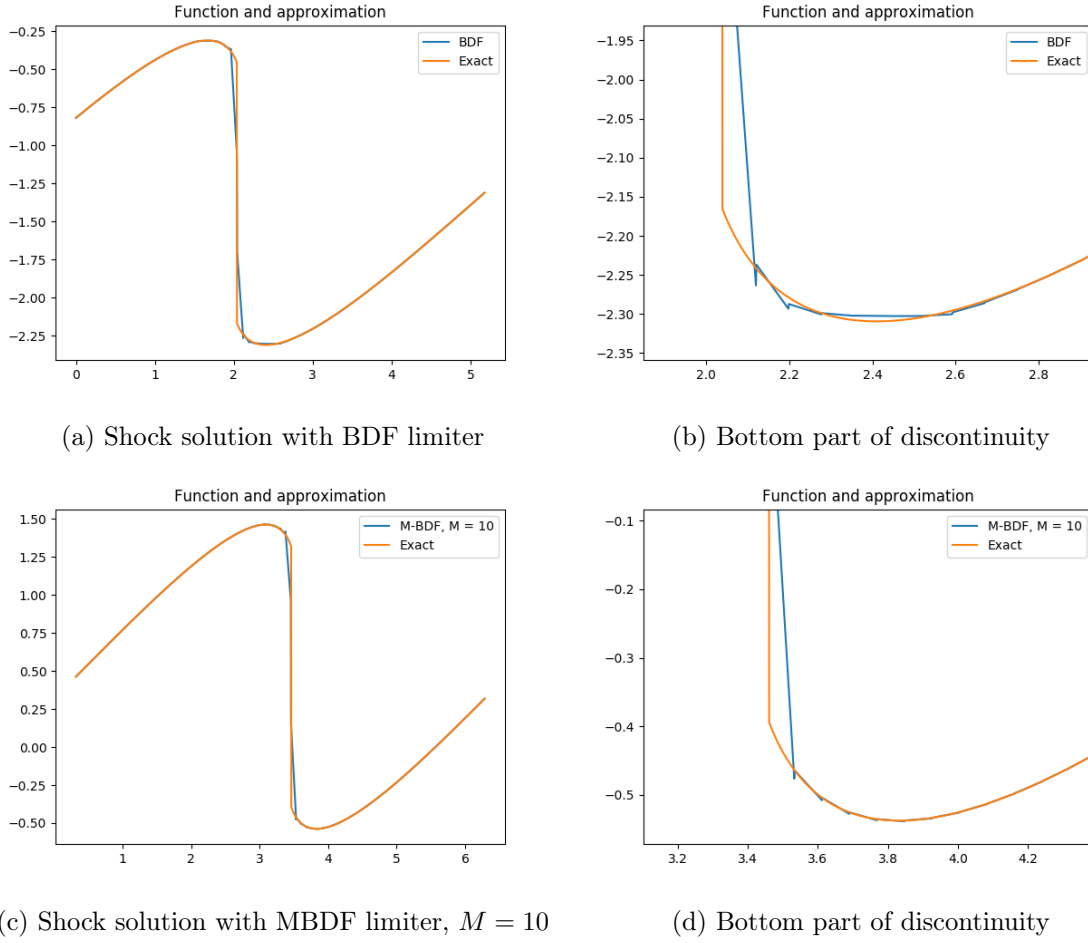 Function and approximation
Function and approximation
−0.25
−0.50
−0.75
−1.00
−1.25
−1.50
−1.75
−2.00
−2.25
BDF
Exact
0 1 2 3 4 5
−1.95
−2.00
−2.05
−2.10
−2.15
−2.20
−2.25
−2.30
−2.35
BDF
Exact
2.0 2.2 2.4 2.6 2.8
(a) Shock solution with BDF limiter
(b) Bottom part of discontinuity
Function and approximation
Function and approximation
1.50
1.25
1.00
0.75
0.50
0.25
0.00
−0.25
−0.50
M-BDF, M = 10
Exact
1 2 3 4 5 6
−0.1
−0.2
−0.3
−0.4
−0.5
M-BDF, M = 10
Exact
3.2 3.4 3.6 3.8 4.0 4.2
(c) Shock solution with MBDF limiter, M = 10
(d) Bottom part of discontinuity